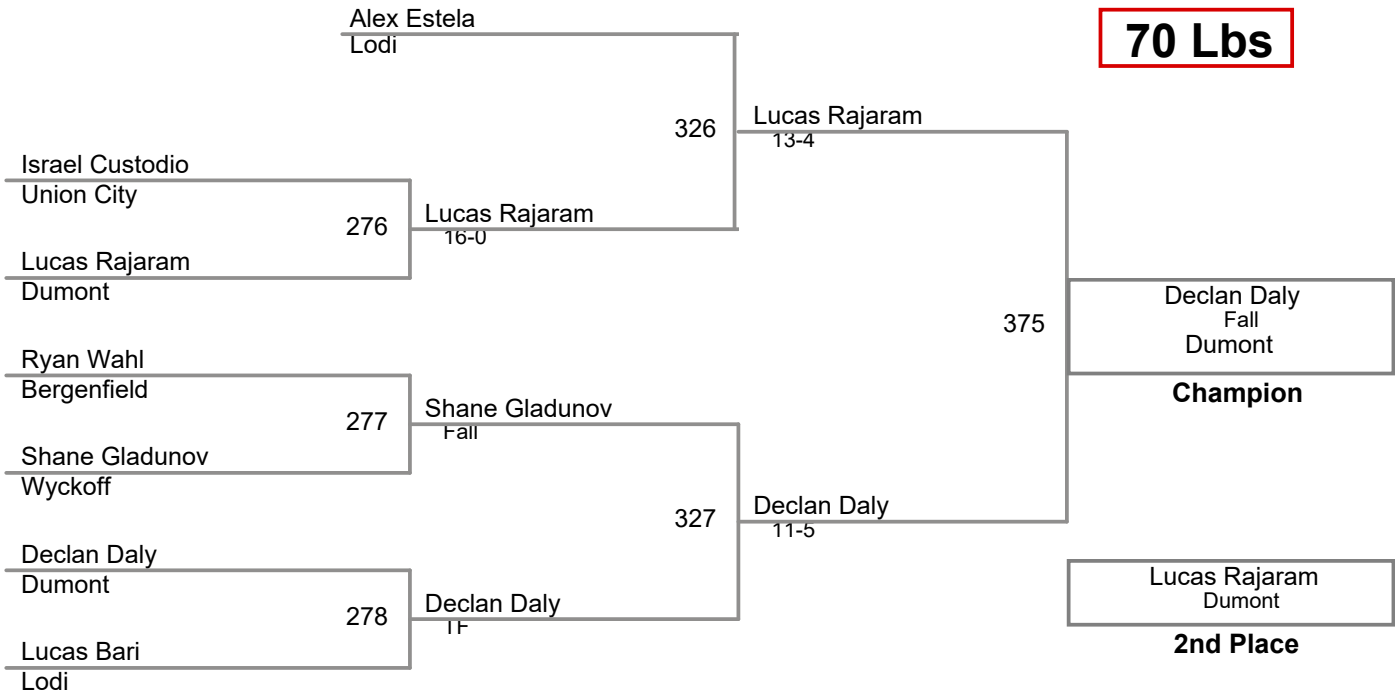 Alex Estela
Lodi
70 Lbs
326
Lucas Rajaram
13-4
Israel Custodio
Union City
276
Lucas Rajaram
16-0
Lucas Rajaram
Dumont
375
Declan Daly
Fall
Dumont
Champion
Ryan Wahl
Bergenfield
277
Shane Gladunov
Fall
Shane Gladunov
Wyckoff
327
Declan Daly
11-5
Declan Daly
Dumont
278
Declan Daly
TF
Lucas Rajaram
Dumont
2nd Place
Lucas Bari
Lodi